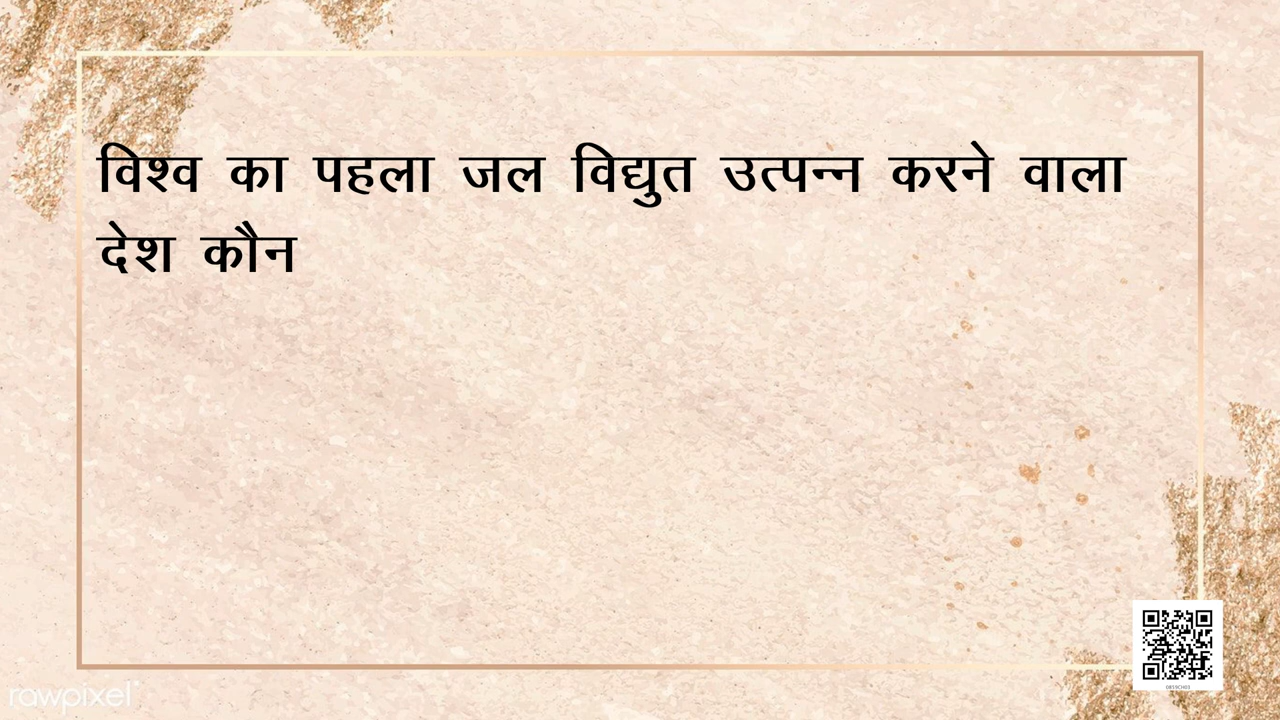 विश्व का पहला जल विद्युत उत्पन्न करने वाला
देश कौन
rawpixel